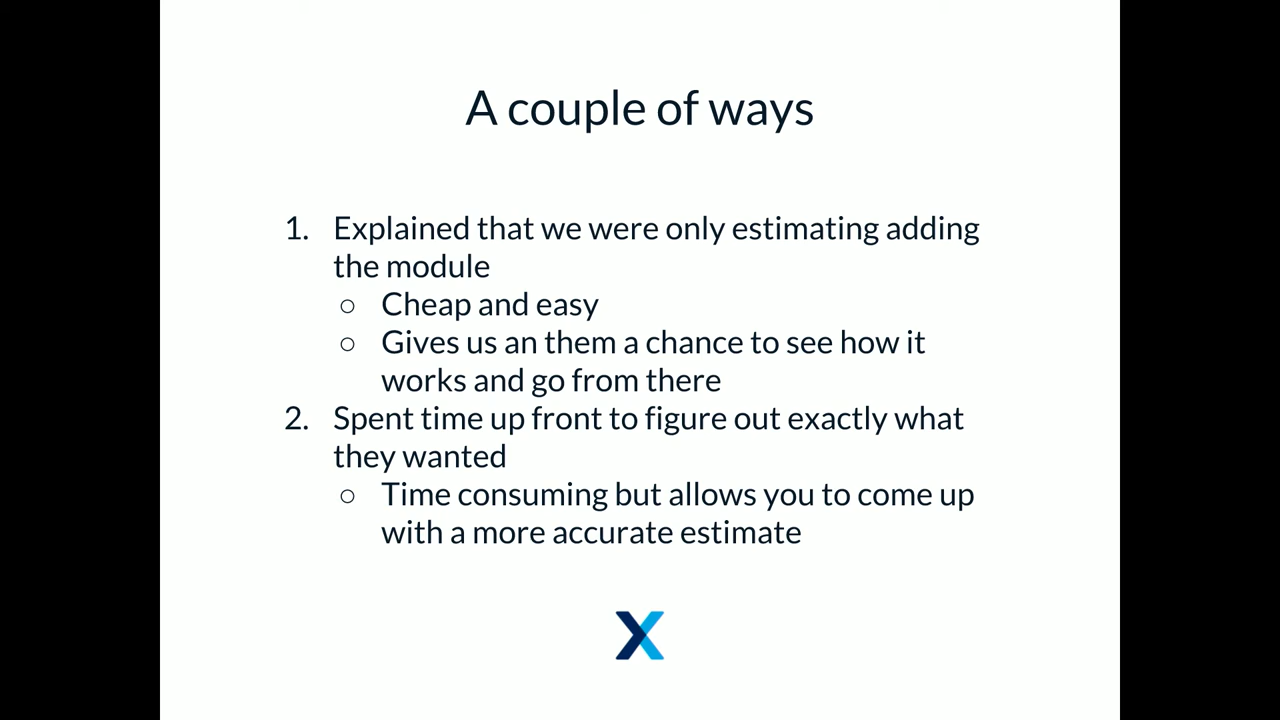 A couple of ways
1. Explained that we were only estimating adding
the module
○ Cheap and easy
○ Gives us an them a chance to see how it
works and go from there
2. Spent time up front to figure out exactly what
they wanted
○ Time consuming but allows you to come up
with a more accurate estimate
X